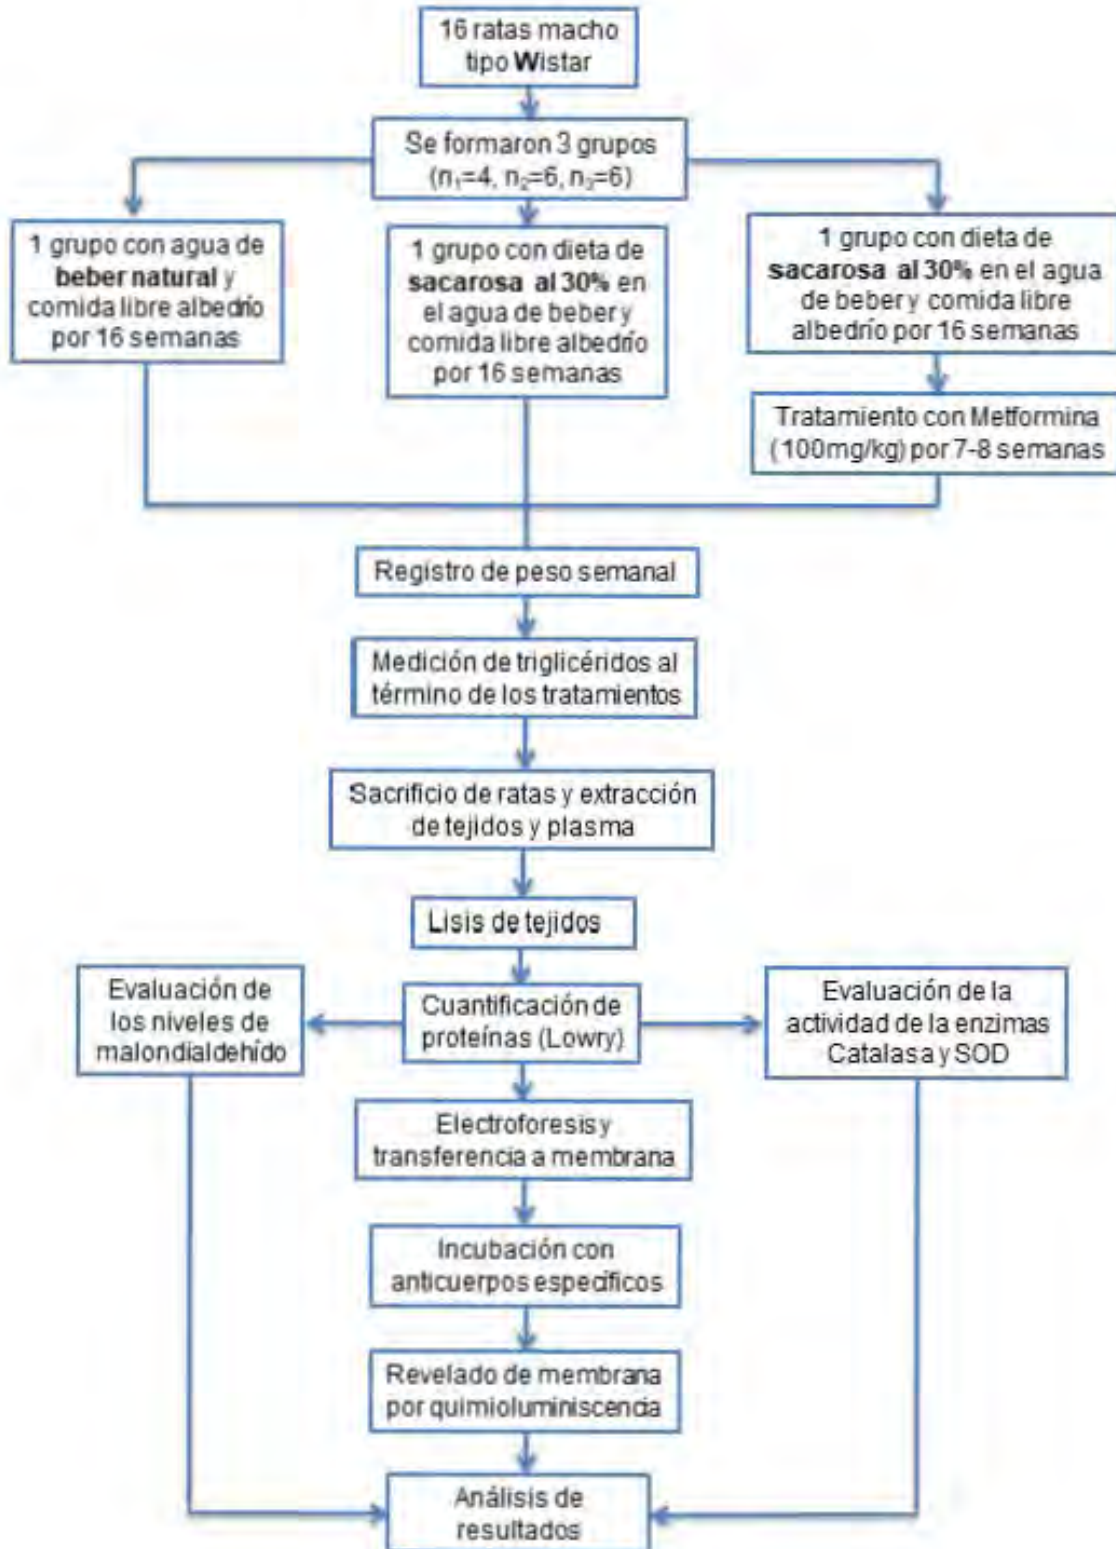 16 ratas macho
tipo Wistar
Se formaron 3 grupos
(n₁=4, n₂=6, n₃=6)
1 grupo con agua de
beber natural y
comida libre albedrío
por 16 semanas
1 grupo con dieta de
sacarosa al 30% en
el agua de beber y
comida libre albedrío
por 16 semanas
1 grupo con dieta de
sacarosa al 30% en el agua
de beber y comida libre
albedrío por 16 semanas
Tratamiento con Metformina
(100mg/kg) por 7-8 semanas
Registro de peso semanal
Medición de triglicéridos al
término de los tratamientos
Sacrificio de ratas y extracción
de tejidos y plasma
Lisis de tejidos
Evaluación de
los niveles de
malondialdehído
Cuantificación de
proteínas (Lowry)
Evaluación de la
actividad de la enzimas
Catalasa y SOD
Electroforesis y
transferencia a membrana
Incubación con
anticuerpos específicos
Revelado de membrana
por quimioluminiscencia
Análisis de
resultados